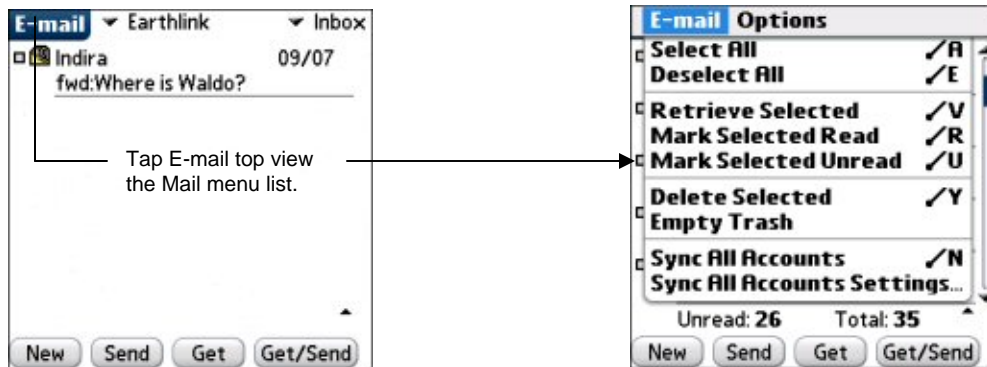 E-mail Earthlink Inbox
Indira 09/07
fwd:Where is Waldo?
Tap E-mail top view
the Mail menu list.
New Send Get Get/Send
E-mail Options
Select All /A
Deselect All /E
Retrieve Selected /V
Mark Selected Read /R
Mark Selected Unread /U
Delete Selected /Y
Empty Trash
Sync All Accounts /N
Sync All Accounts Settings...
Unread: 26 Total: 35
New Send Get Get/Send